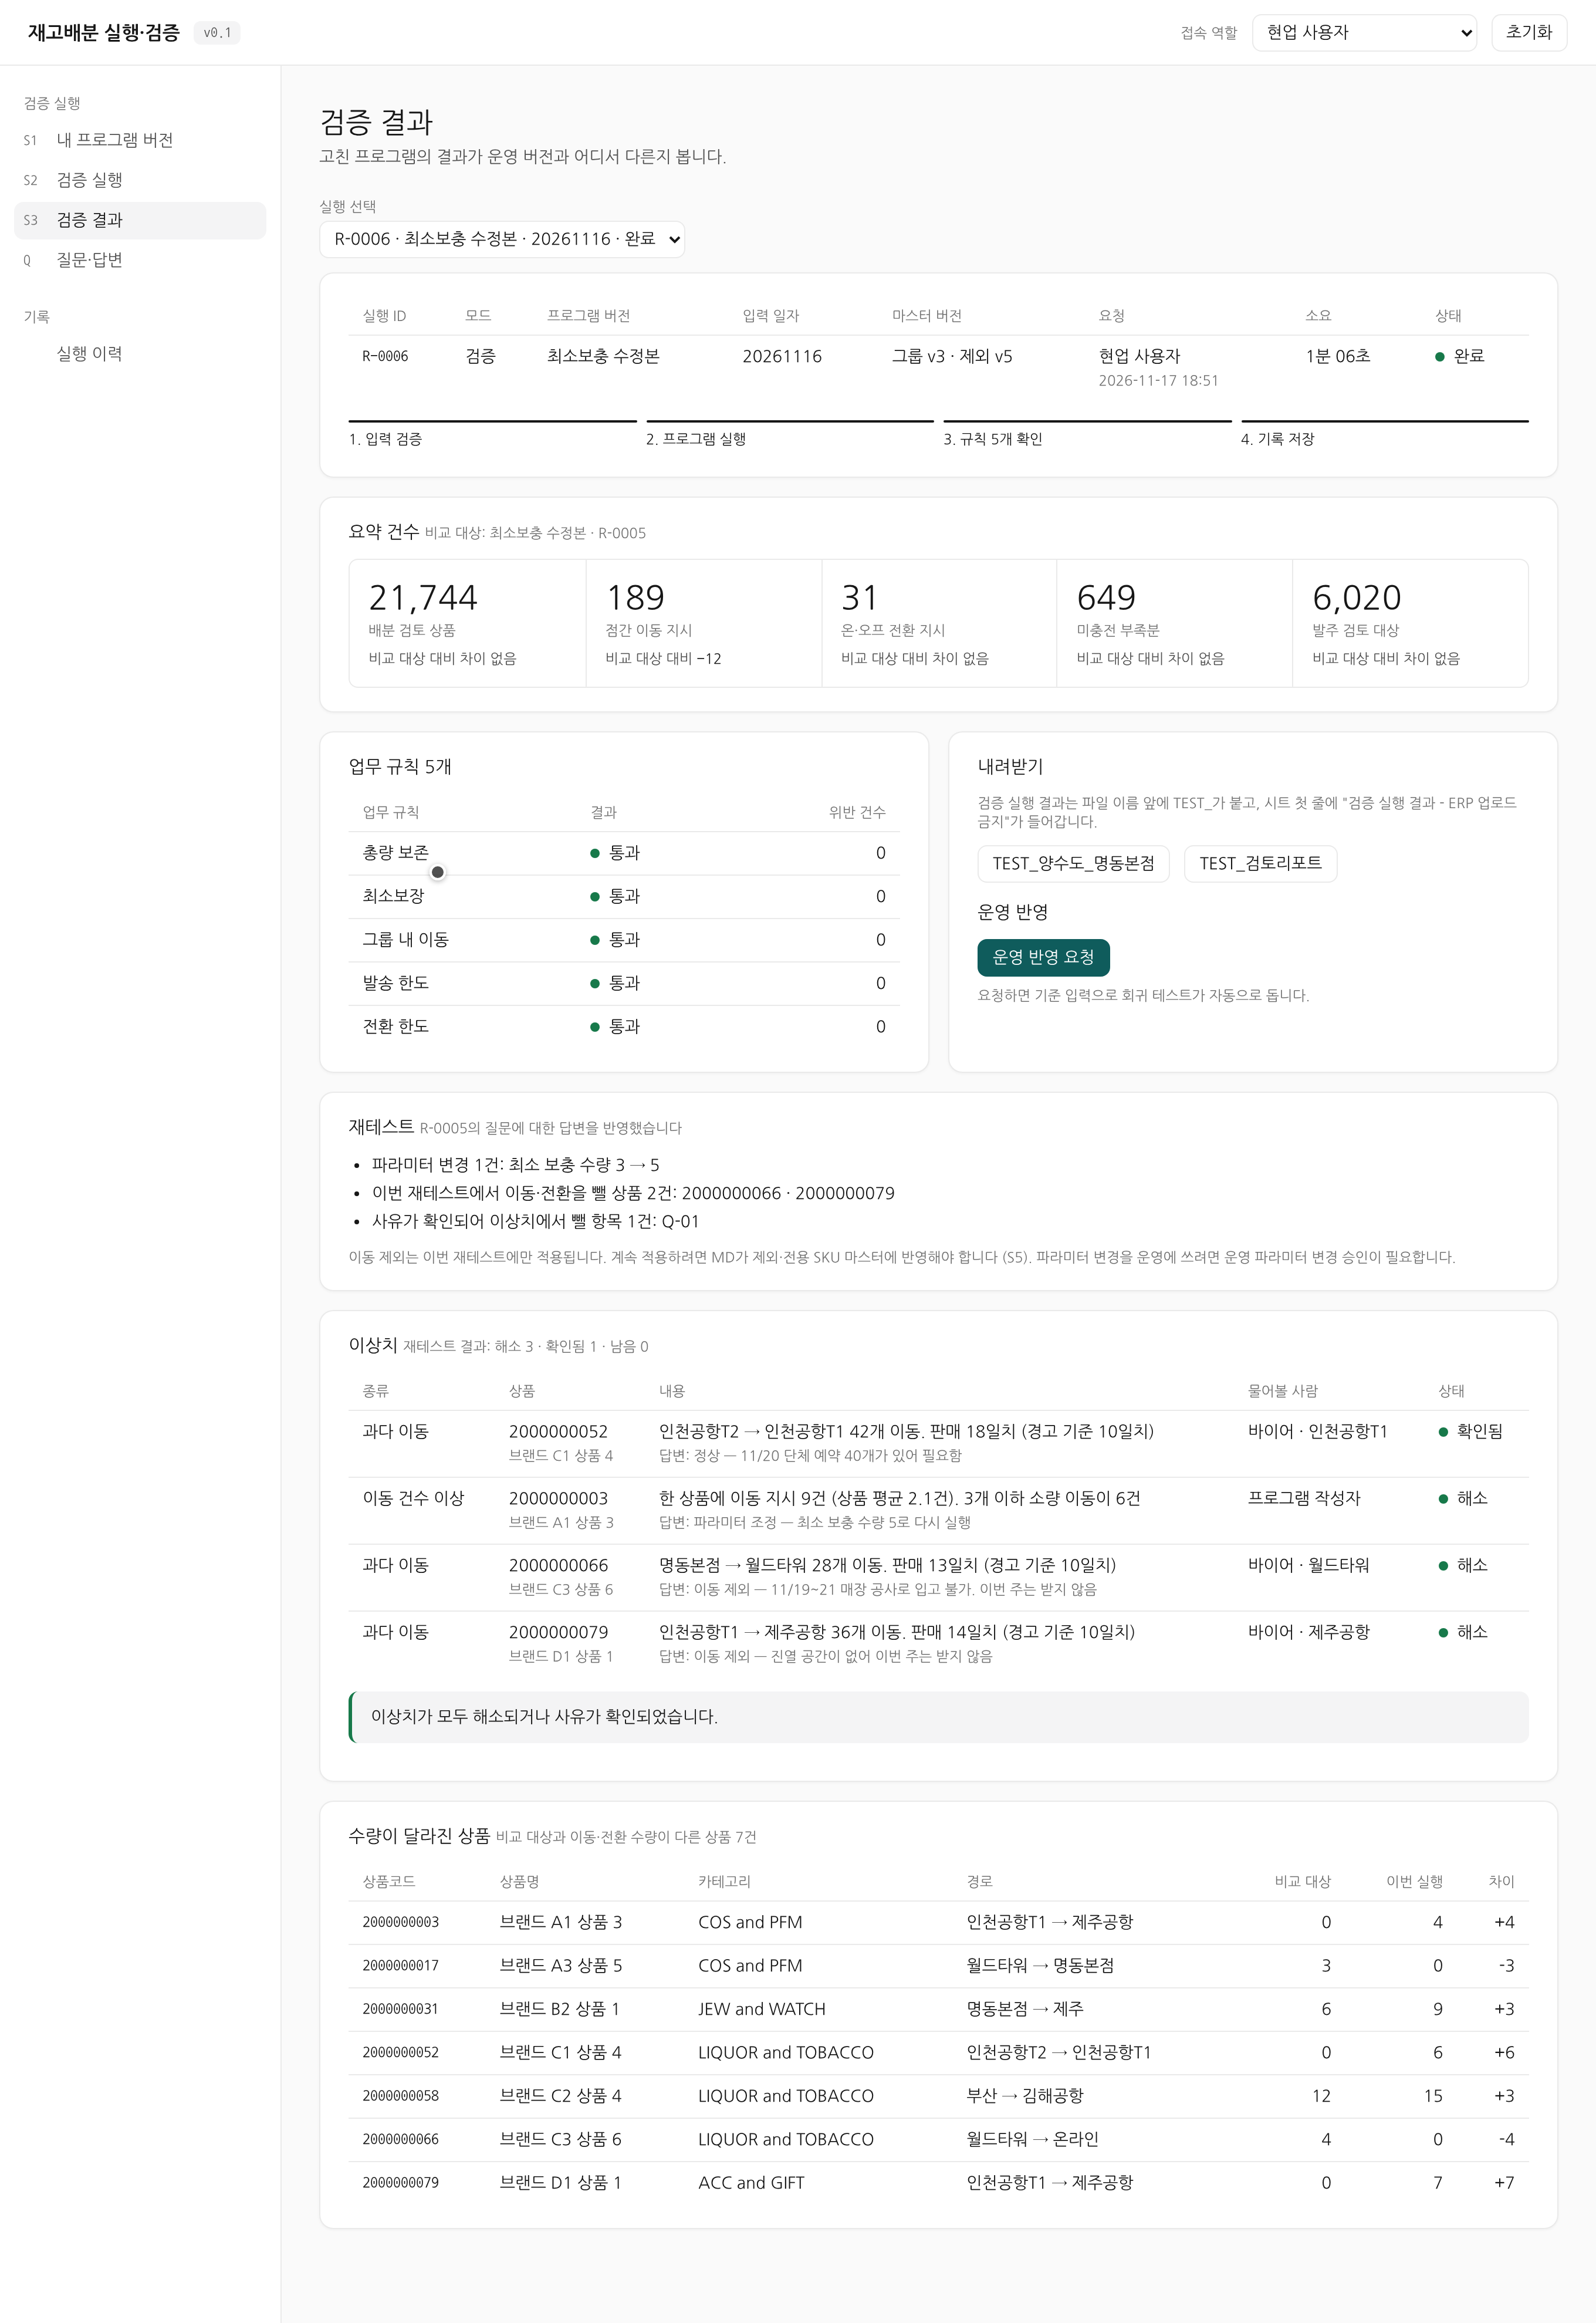 재고배분 실행·검증 v0.1 접속 역할 현업 사용자 초기화
검증 실행
S1 내 프로그램 버전
S2 검증 실행
S3 검증 결과
Q 질문·답변
기록
실행 이력
검증 결과
고친 프로그램의 결과가 운영 버전과 어디서 다른지 봅니다.
실행 선택
R-0006 · 최소보충 수정본 · 20261116 · 완료
실행 ID 모드 프로그램 버전 입력 일자 마스터 버전 요청 소요 상태
R-0006 검증 최소보충 수정본 20261116 그룹 v3 · 제외 v5 현업 사용자 1분 06초 완료
2026-11-17 18:51
1. 입력 검증 2. 프로그램 실행 3. 규칙 5개 확인 4. 기록 저장
요약 건수 비교 대상: 최소보충 수정본 · R-0005
21,744 189 31 649 6,020
배분 검토 상품 점간 이동 지시 온·오프 전환 지시 미충전 부족분 발주 검토 대상
비교 대상 대비 차이 없음 비교 대상 대비 −12 비교 대상 대비 차이 없음 비교 대상 대비 차이 없음 비교 대상 대비 차이 없음
업무 규칙 5개
업무 규칙 결과 위반 건수
총량 보존 통과 0
최소보장 통과 0
그룹 내 이동 통과 0
발송 한도 통과 0
전환 한도 통과 0
내려받기
검증 실행 결과는 파일 이름 앞에 TEST_가 붙고, 시트 첫 줄에 "검증 실행 결과 - ERP 업로드
금지"가 들어갑니다.
TEST_양수도_명동본점 TEST_검토리포트
운영 반영
운영 반영 요청
요청하면 기준 입력으로 회귀 테스트가 자동으로 돕니다.
재테스트 R-0005의 질문에 대한 답변을 반영했습니다
• 파라미터 변경 1건: 최소 보충 수량 3 → 5
• 이번 재테스트에서 이동·전환을 뺄 상품 2건: 2000000066 · 2000000079
• 사유가 확인되어 이상치에서 뺄 항목 1건: Q-01
이동 제외는 이번 재테스트에만 적용됩니다. 계속 적용하려면 MD가 제외·전용 SKU 마스터에 반영해야 합니다 (S5). 파라미터 변경을 운영에 쓰려면 운영 파라미터 변경 승인이 필요합니다.
이상치 재테스트 결과: 해소 3 · 확인됨 1 · 남음 0
종류 상품 내용 물어볼 사람 상태
과다 이동 2000000052 인천공항T2 → 인천공항T1 42개 이동. 판매 18일치 (경고 기준 10일치) 바이어 · 인천공항T1 확인됨
브랜드 C1 상품 4 답변: 정상 — 11/20 단체 예약 40개가 있어 필요함
이동 건수 이상 2000000003 한 상품에 이동 지시 9건 (상품 평균 2.1건). 3개 이하 소량 이동이 6건 프로그램 작성자 해소
브랜드 A1 상품 3 답변: 파라미터 조정 — 최소 보충 수량 5로 다시 실행
과다 이동 2000000066 명동본점 → 월드타워 28개 이동. 판매 13일치 (경고 기준 10일치) 바이어 · 월드타워 해소
브랜드 C3 상품 6 답변: 이동 제외 — 11/19~21 매장 공사로 입고 불가. 이번 주는 받지 않음
과다 이동 2000000079 인천공항T1 → 제주공항 36개 이동. 판매 14일치 (경고 기준 10일치) 바이어 · 제주공항 해소
브랜드 D1 상품 1 답변: 이동 제외 — 진열 공간이 없어 이번 주는 받지 않음
이상치가 모두 해소되거나 사유가 확인되었습니다.
수량이 달라진 상품 비교 대상과 이동·전환 수량이 다른 상품 7건
상품코드 상품명 카테고리 경로 비교 대상 이번 실행 차이
2000000003 브랜드 A1 상품 3 COS and PFM 인천공항T1 → 제주공항 0 4 +4
2000000017 브랜드 A3 상품 5 COS and PFM 월드타워 → 명동본점 3 0 -3
2000000031 브랜드 B2 상품 1 JEW and WATCH 명동본점 → 제주 6 9 +3
2000000052 브랜드 C1 상품 4 LIQUOR and TOBACCO 인천공항T2 → 인천공항T1 0 6 +6
2000000058 브랜드 C2 상품 4 LIQUOR and TOBACCO 부산 → 김해공항 12 15 +3
2000000066 브랜드 C3 상품 6 LIQUOR and TOBACCO 월드타워 → 온라인 4 0 -4
2000000079 브랜드 D1 상품 1 ACC and GIFT 인천공항T1 → 제주공항 0 7 +7